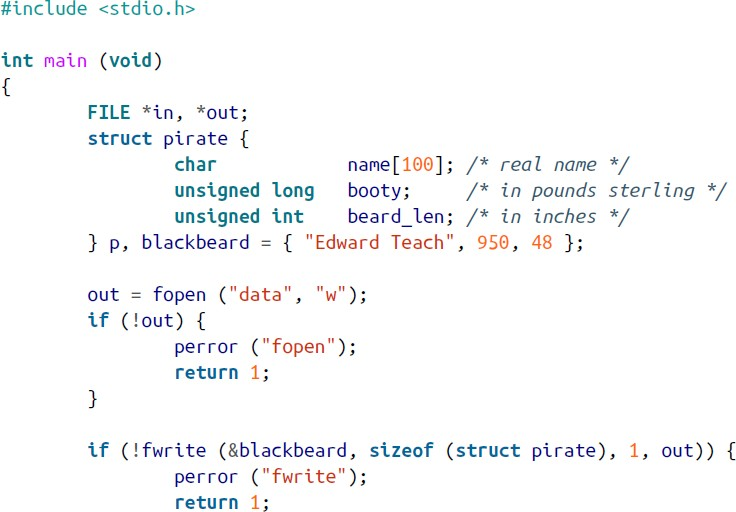 #include <stdio.h>

int main (void)
{
        FILE *in, *out;
        struct pirate {
                char            name[100]; /* real name */
                unsigned long   booty;     /* in pounds sterling */
                unsigned int    beard_len; /* in inches */
        } p, blackbeard = { "Edward Teach", 950, 48 };

        out = fopen ("data", "w");
        if (!out) {
                perror ("fopen");
                return 1;
        }

        if (!fwrite (&blackbeard, sizeof (struct pirate), 1, out)) {
                perror ("fwrite");
                return 1;